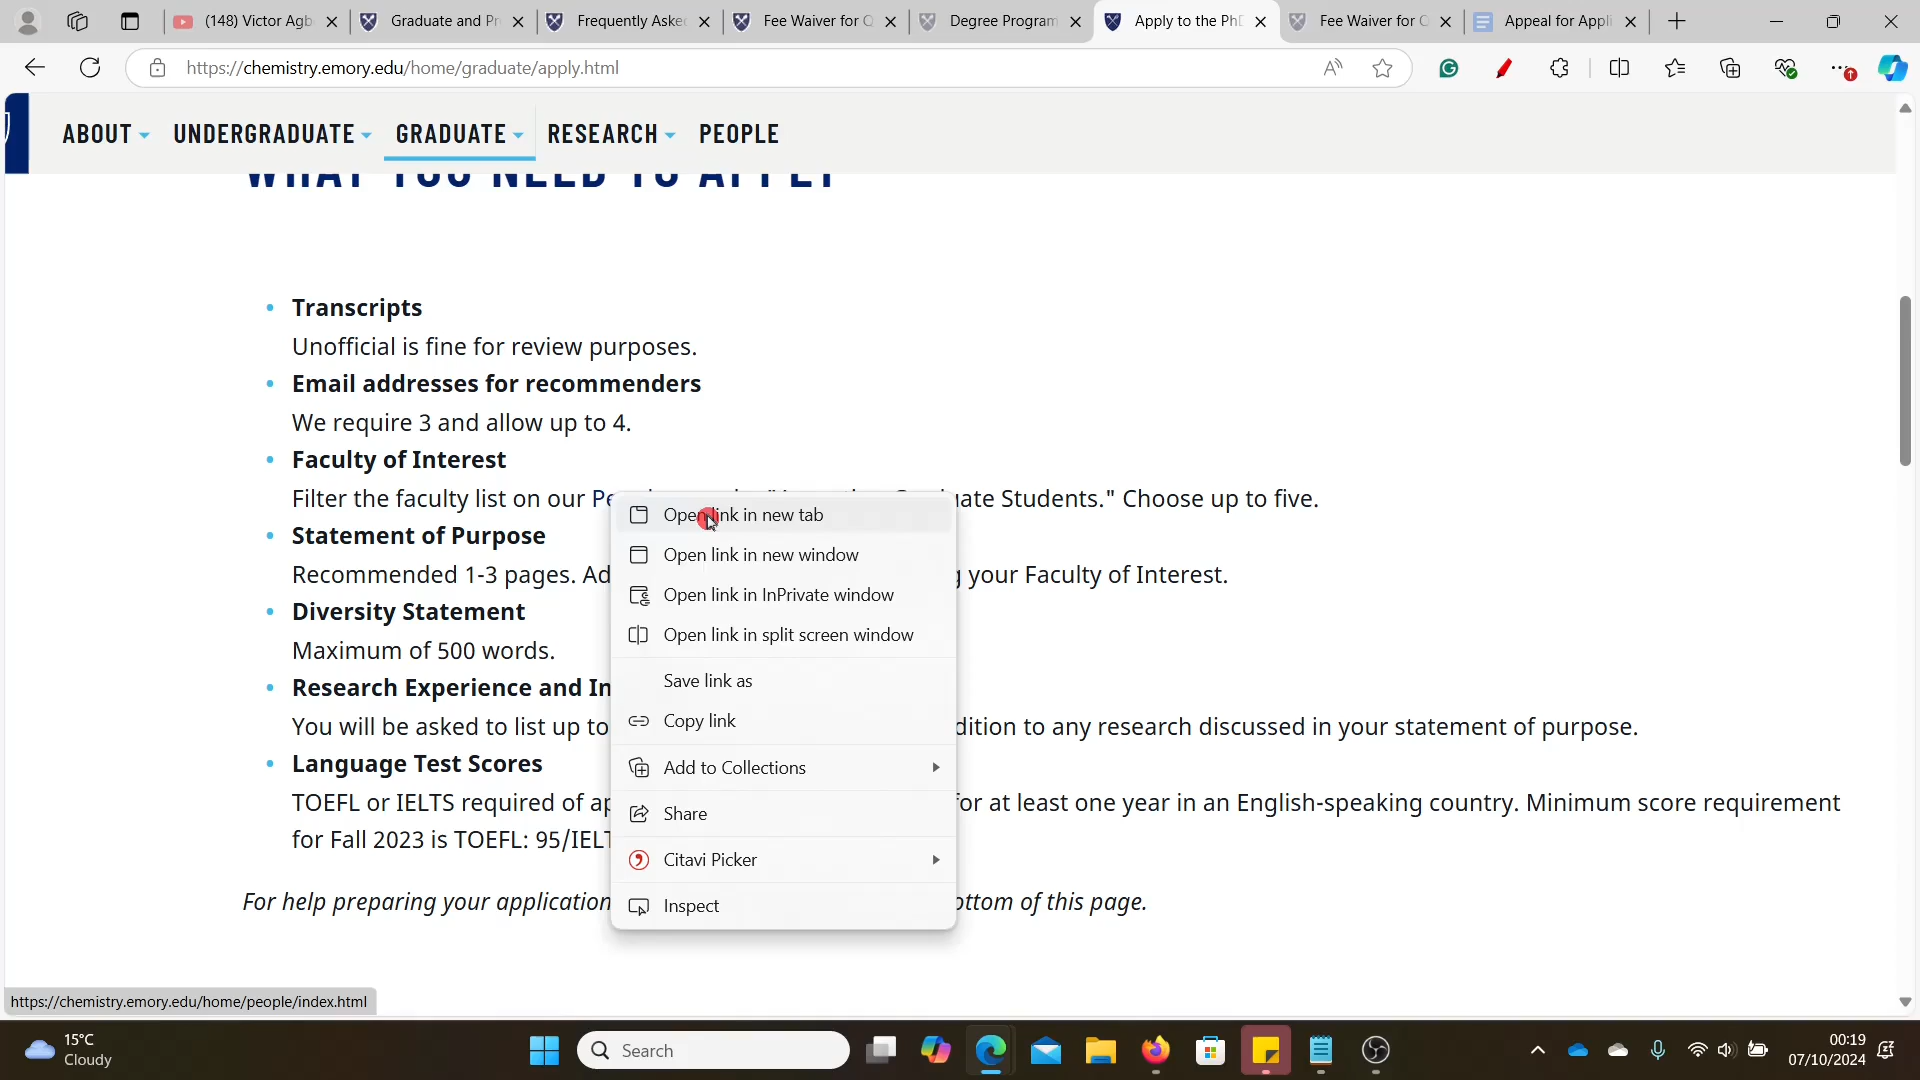 (148) Victor Agb
Graduate and Pr
Frequently Aske
Fee Waiver for Q
Degree Program
Apply to the Ph
Fee Waiver for Q
Appeal for Appli
https://chemistry.emory.edu/home/graduate/apply.html
ABOUT UNDERGRADUATE GRADUATE RESEARCH PEOPLE
WHAT YOU NEED TO APPLY
• Transcripts
Unofficial is fine for review purposes.
• Email addresses for recommenders
We require 3 and allow up to 4.
• Faculty of Interest
Filter the faculty list on our Pe uate Students." Choose up to five.
• Statement of Purpose
Recommended 1-3 pages. Ad g your Faculty of Interest.
• Diversity Statement
Maximum of 500 words.
• Research Experience and In
You will be asked to list up to dition to any research discussed in your statement of purpose.
• Language Test Scores
TOEFL or IELTS required of ap for at least one year in an English-speaking country. Minimum score requirement
for Fall 2023 is TOEFL: 95/IELT
For help preparing your application ottom of this page.
Open link in new tab
Open link in new window
Open link in InPrivate window
Open link in split screen window
Save link as
Copy link
Add to Collections
Share
Citavi Picker
Inspect
https://chemistry.emory.edu/home/people/index.html
15°C
Cloudy
Search
00:19
07/10/2024